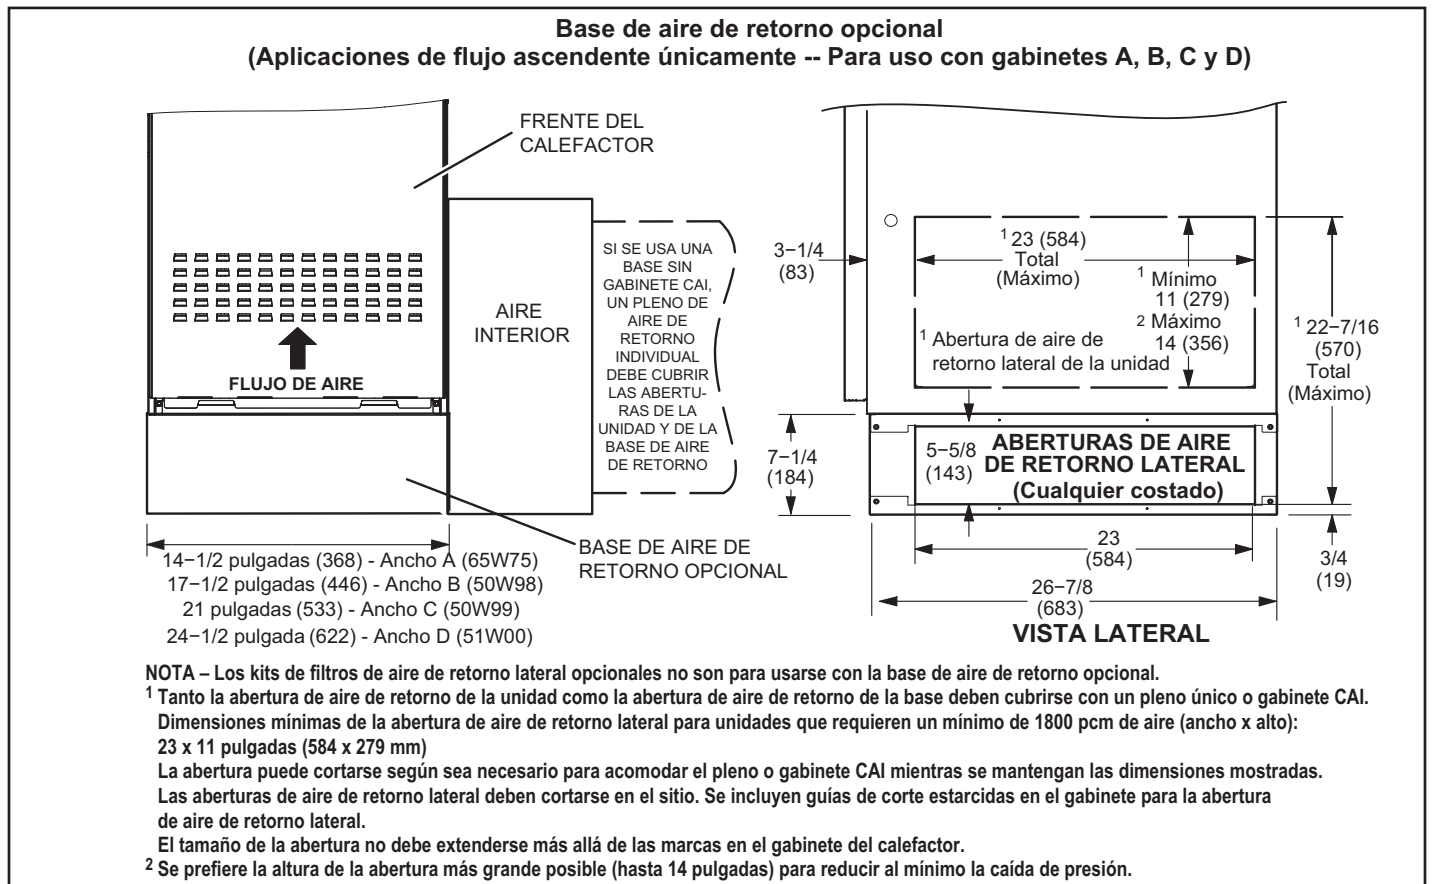 Base de aire de retorno opcional
(Aplicaciones de flujo ascendente únicamente -- Para uso con gabinetes A, B, C y D)
FRENTE DEL
CALEFACTOR
FLUJO DE AIRE
AIRE
INTERIOR
SI SE USA UNA
BASE SIN
GABINETE CAI,
UN PLENO DE
AIRE DE
RETORNO
INDIVIDUAL
DEBE CUBRIR
LAS ABERTU-
RAS DE LA
UNIDAD Y DE LA
BASE DE AIRE
DE RETORNO
BASE DE AIRE DE
RETORNO OPCIONAL
14−1/2 pulgadas (368) - Ancho A (65W75)
17−1/2 pulgadas (446) - Ancho B (50W98)
21 pulgadas (533) - Ancho C (50W99)
24−1/2 pulgada (622) - Ancho D (51W00)
3−1/4
(83)
1 23 (584)
Total
(Máximo)
1 Mínimo
11 (279)
2 Máximo
14 (356)
1 Abertura de aire de
retorno lateral de la unidad
1 22−7/16
(570)
Total
(Máximo)
7−1/4
(184)
5−5/8
(143)
ABERTURAS DE AIRE
DE RETORNO LATERAL
(Cualquier costado)
23
(584)
3/4
(19)
26−7/8
(683)
VISTA LATERAL
NOTA – Los kits de filtros de aire de retorno lateral opcionales no son para usarse con la base de aire de retorno opcional.
1 Tanto la abertura de aire de retorno de la unidad como la abertura de aire de retorno de la base deben cubrirse con un pleno único o gabinete CAI.
Dimensiones mínimas de la abertura de aire de retorno lateral para unidades que requieren un mínimo de 1800 pcm de aire (ancho x alto):
23 x 11 pulgadas (584 x 279 mm)
La abertura puede cortarse según sea necesario para acomodar el pleno o gabinete CAI mientras se mantengan las dimensiones mostradas.
Las aberturas de aire de retorno lateral deben cortarse en el sitio. Se incluyen guías de corte estarcidas en el gabinete para la abertura
de aire de retorno lateral.
El tamaño de la abertura no debe extenderse más allá de las marcas en el gabinete del calefactor.
2 Se prefiere la altura de la abertura más grande posible (hasta 14 pulgadas) para reducir al mínimo la caída de presión.